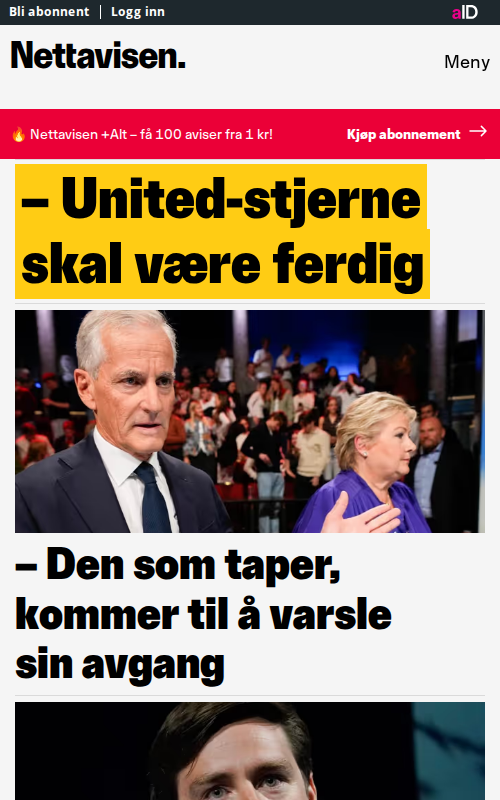 Bli abonnent | Logg inn
aID
Nettavisen.
Meny
🔥 Nettavisen +Alt – få 100 aviser fra 1 kr!
Kjøp abonnement →
– United-stjerne
skal være ferdig
– Den som taper,
kommer til å varsle
sin avgang